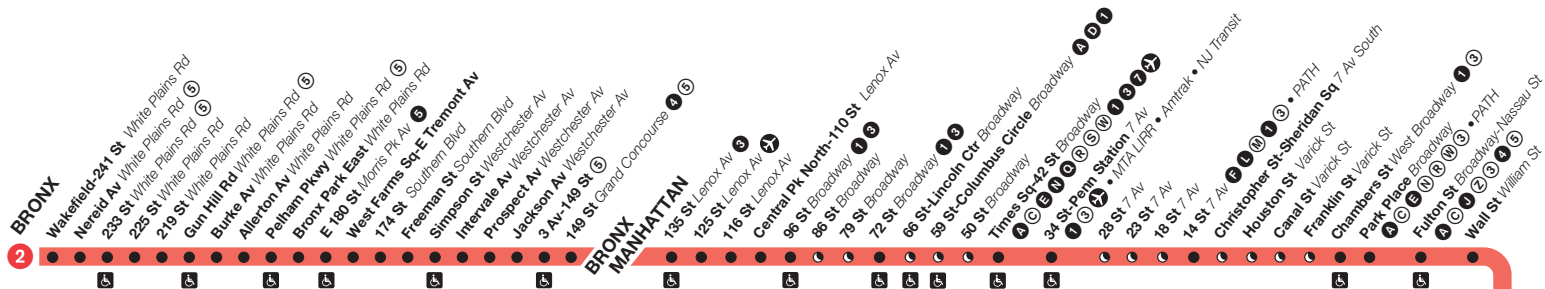 BRONX
Wakefield-241 St White Plains Rd
Nereid Av White Plains Rd 5
233 St White Plains Rd 5
225 St White Plains Rd
219 St White Plains Rd
Gun Hill Rd White Plains Rd 5
Burke Av White Plains Rd
Allerton Av White Plains Rd
Pelham Pkwy White Plains Rd 5
Bronx Park East White Plains Rd
E 180 St Morris Pk Av 5
West Farms Sq-E Tremont Av
174 St Southern Blvd
Freeman St Southern Blvd
Simpson St Westchester Av
Intervale Av Westchester Av
Prospect Av Westchester Av
Jackson Av Westchester Av
3 Av-149 St 5
149 St Grand Concourse 4 5
BRONX
MANHATTAN
135 St Lenox Av 3
125 St Lenox Av
116 St Lenox Av
Central Pk North-110 St Lenox Av
96 St Broadway 1 3
86 St Broadway
79 St Broadway
72 St Broadway 1 3
66 St-Lincoln Ctr Broadway
59 St-Columbus Circle Broadway A D 1
50 St Broadway
Times Sq-42 St Broadway
A C E N Q R S W 1 3 7
34 St-Penn Station 7 Av
1 3 • MTA LIRR • Amtrak • NJ Transit
28 St 7 Av
23 St 7 Av
18 St 7 Av
14 St 7 Av F L M 1 3 • PATH
Christopher St-Sheridan Sq 7 Av South
Houston St Varick St
Canal St Varick St
Franklin St Varick St
Chambers St West Broadway 1 3
Park Place Broadway
A C E N R W 3 • PATH
Fulton St Broadway-Nassau St
A C J Z 3 4 5
Wall St William St
2